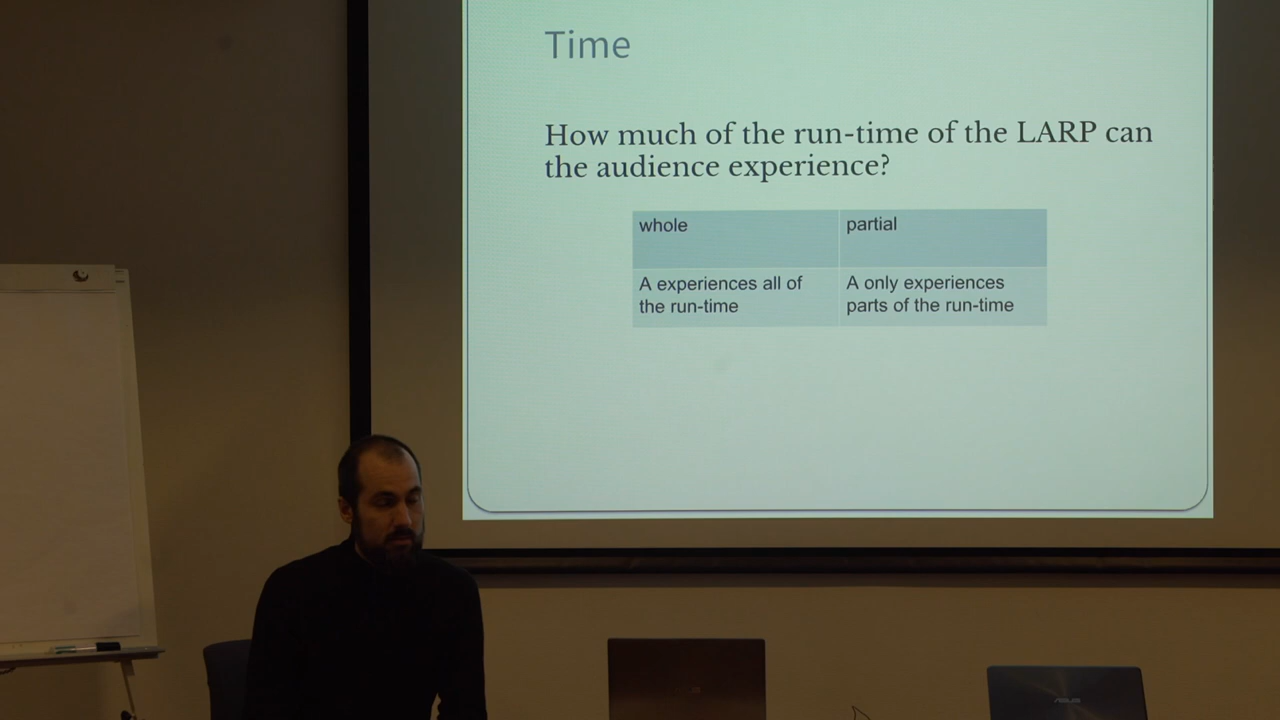 Time
How much of the run-time of the LARP can
the audience experience?
whole
partial
A experiences all of
the run-time
A only experiences
parts of the run-time
ASUS